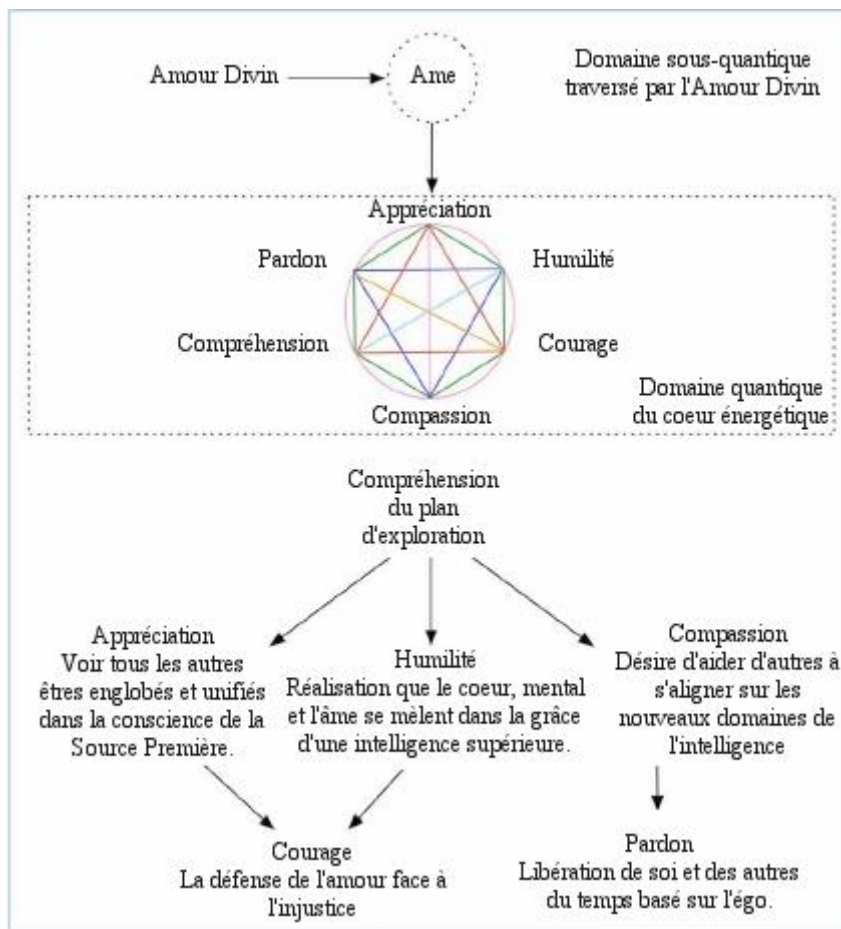 Amour Divin
Ame
Domaine sous-quantique
traversé par l'Amour Divin
Appréciation
Pardon
Humilité
Compréhension
Courage
Compassion
Domaine quantique
du coeur énergétique
Compréhension
du plan
d'exploration
Appréciation
Voir tous les autres
êtres englobés et unifiés
dans la conscience de la
Source Première.
Humilité
Réalisation que le coeur, mental
et l'âme se mèlent dans la grâce
d'une intelligence supérieure.
Compassion
Désire d'aider d'autres à
s'aligner sur les
nouveaux domaines de
l'intelligence
Courage
La défense de l'amour face à
l'injustice
Pardon
Libération de soi et des autres
du temps basé sur l'égo.